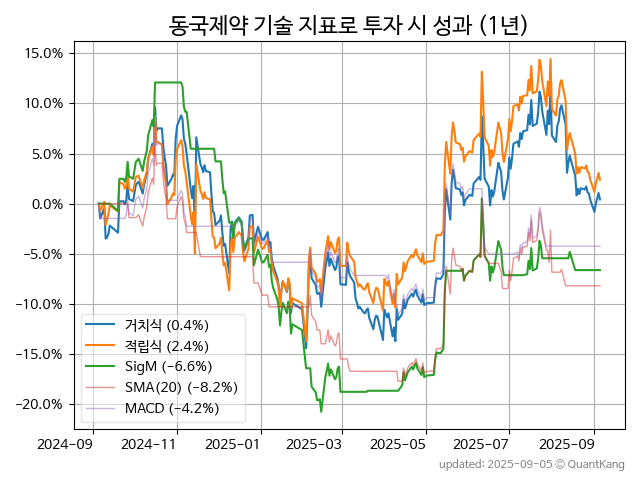 동국제약 기술 지표로 투자 시 성과 (1년)
15.0%
10.0%
5.0%
0.0%
−5.0%
−10.0%
−15.0%
−20.0%
거치식 (0.4%)
적립식 (2.4%)
SigM (−6.6%)
SMA(20) (−8.2%)
MACD (−4.2%)
2024-09 2024-11 2025-01 2025-03 2025-05 2025-07 2025-09
updated: 2025-09-05 ⓒ QuantKang